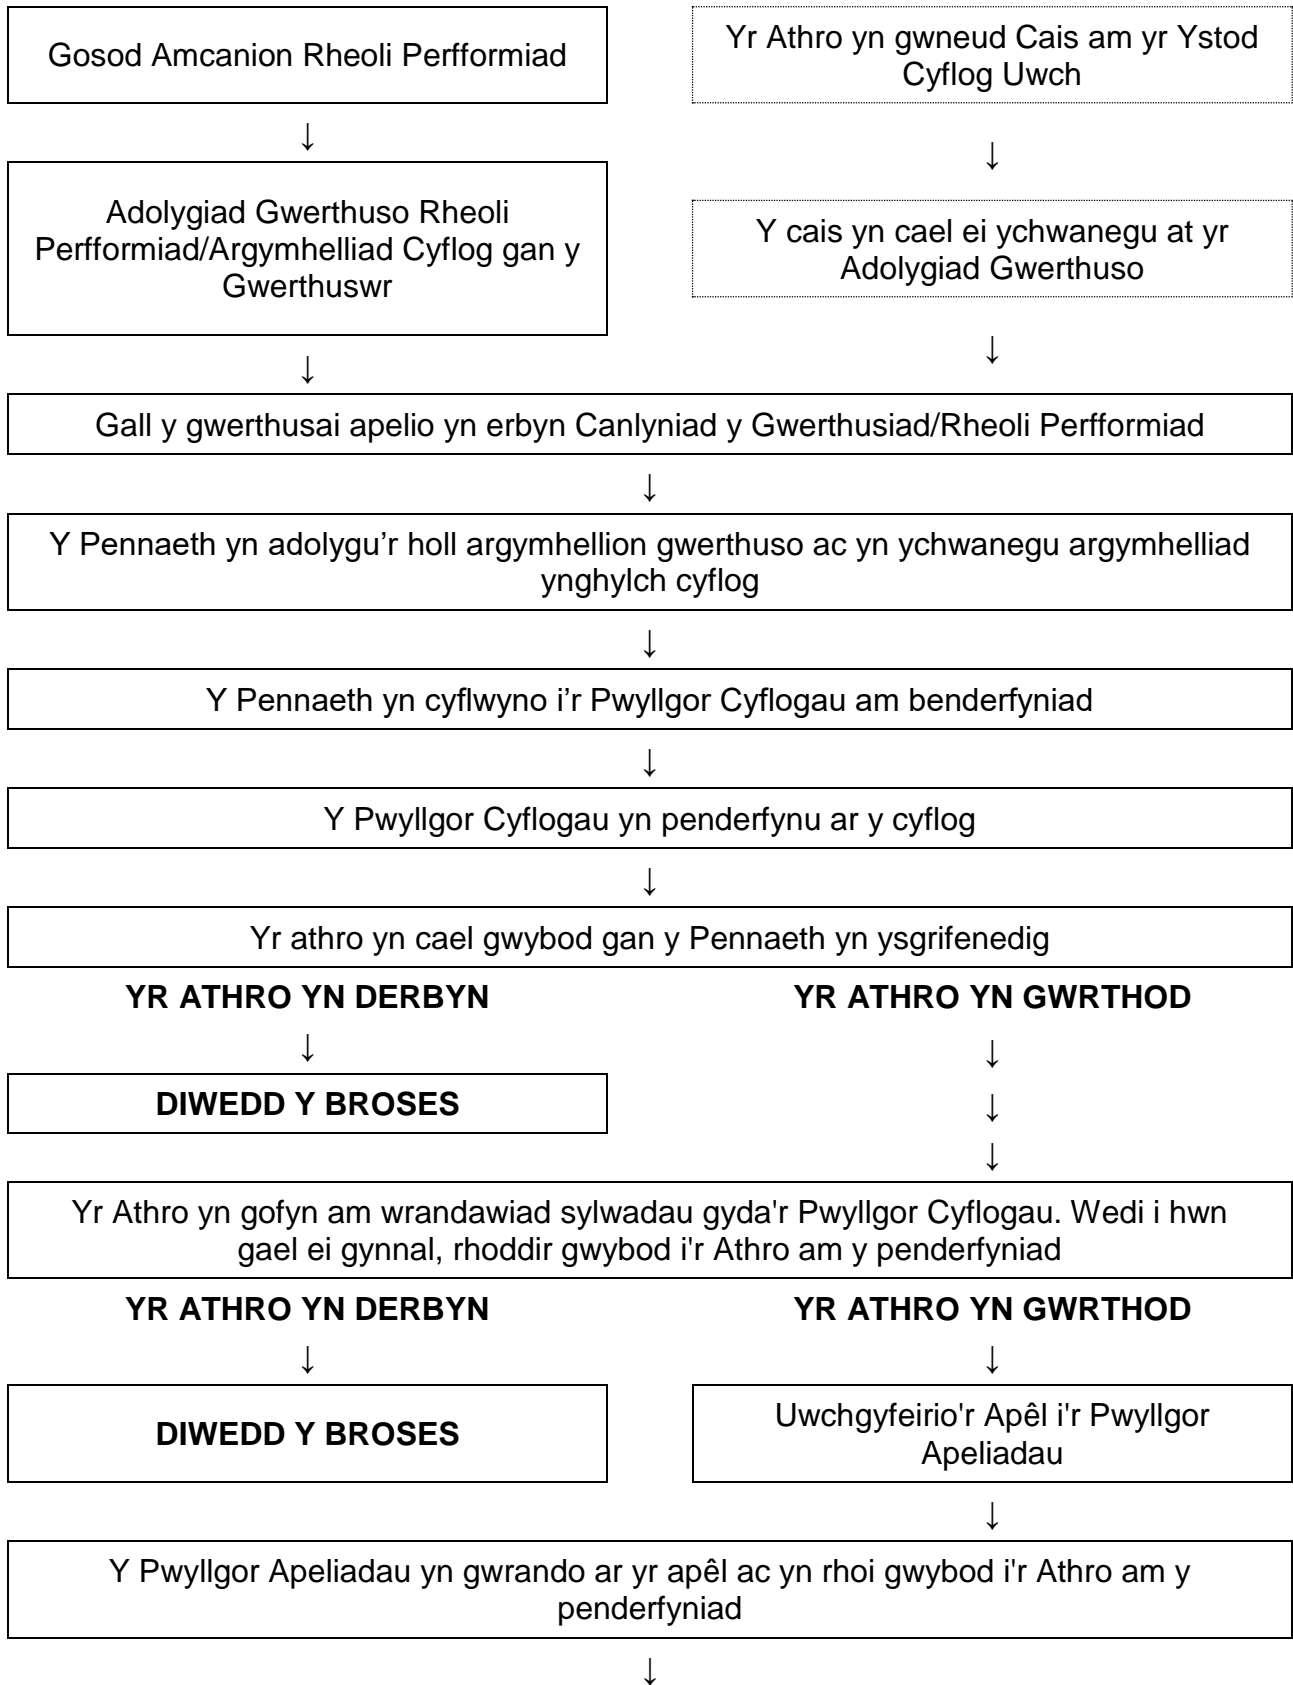 Gosod Amcanion Rheoli Perfformiad
Yr Athro yn gwneud Cais am yr Ystod
Cyflog Uwch
↓
↓
Adolygiad Gwerthuso Rheoli
Perfformiad/Argymhelliad Cyflog gan y
Gwerthuswr
Y cais yn cael ei ychwanegu at yr
Adolygiad Gwerthuso
↓
↓
Gall y gwerthusai apelio yn erbyn Canlyniad y Gwerthusiad/Rheoli Perfformiad
↓
Y Pennaeth yn adolygu’r holl argymhellion gwerthuso ac yn ychwanegu argymhelliad
ynghylch cyflog
↓
Y Pennaeth yn cyflwyno i’r Pwyllgor Cyflogau am benderfyniad
↓
Y Pwyllgor Cyflogau yn penderfynu ar y cyflog
↓
Yr athro yn cael gwybod gan y Pennaeth yn ysgrifenedig
YR ATHRO YN DERBYN
YR ATHRO YN GWRTHOD
↓
↓
DIWEDD Y BROSES
↓
↓
Yr Athro yn gofyn am wrandawiad sylwadau gyda'r Pwyllgor Cyflogau. Wedi i hwn
gael ei gynnal, rhoddir gwybod i'r Athro am y penderfyniad
YR ATHRO YN DERBYN
YR ATHRO YN GWRTHOD
↓
↓
DIWEDD Y BROSES
Uwchgyfeirio'r Apêl i'r Pwyllgor
Apeliadau
↓
Y Pwyllgor Apeliadau yn gwrando ar yr apêl ac yn rhoi gwybod i'r Athro am y
penderfyniad
↓